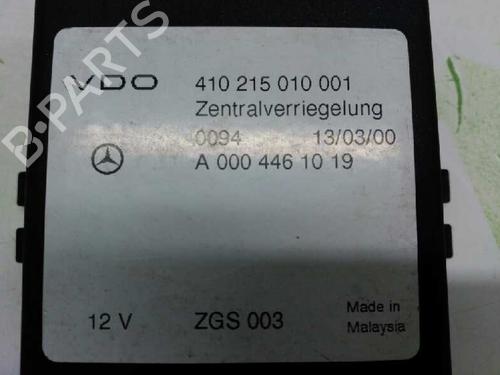 B-PARTS
VDO 410 215 010 001
Zentralverriegelung
0094 13/03/00
A 000 446 10 19
12 V ZGS 003 Made in
Malaysia